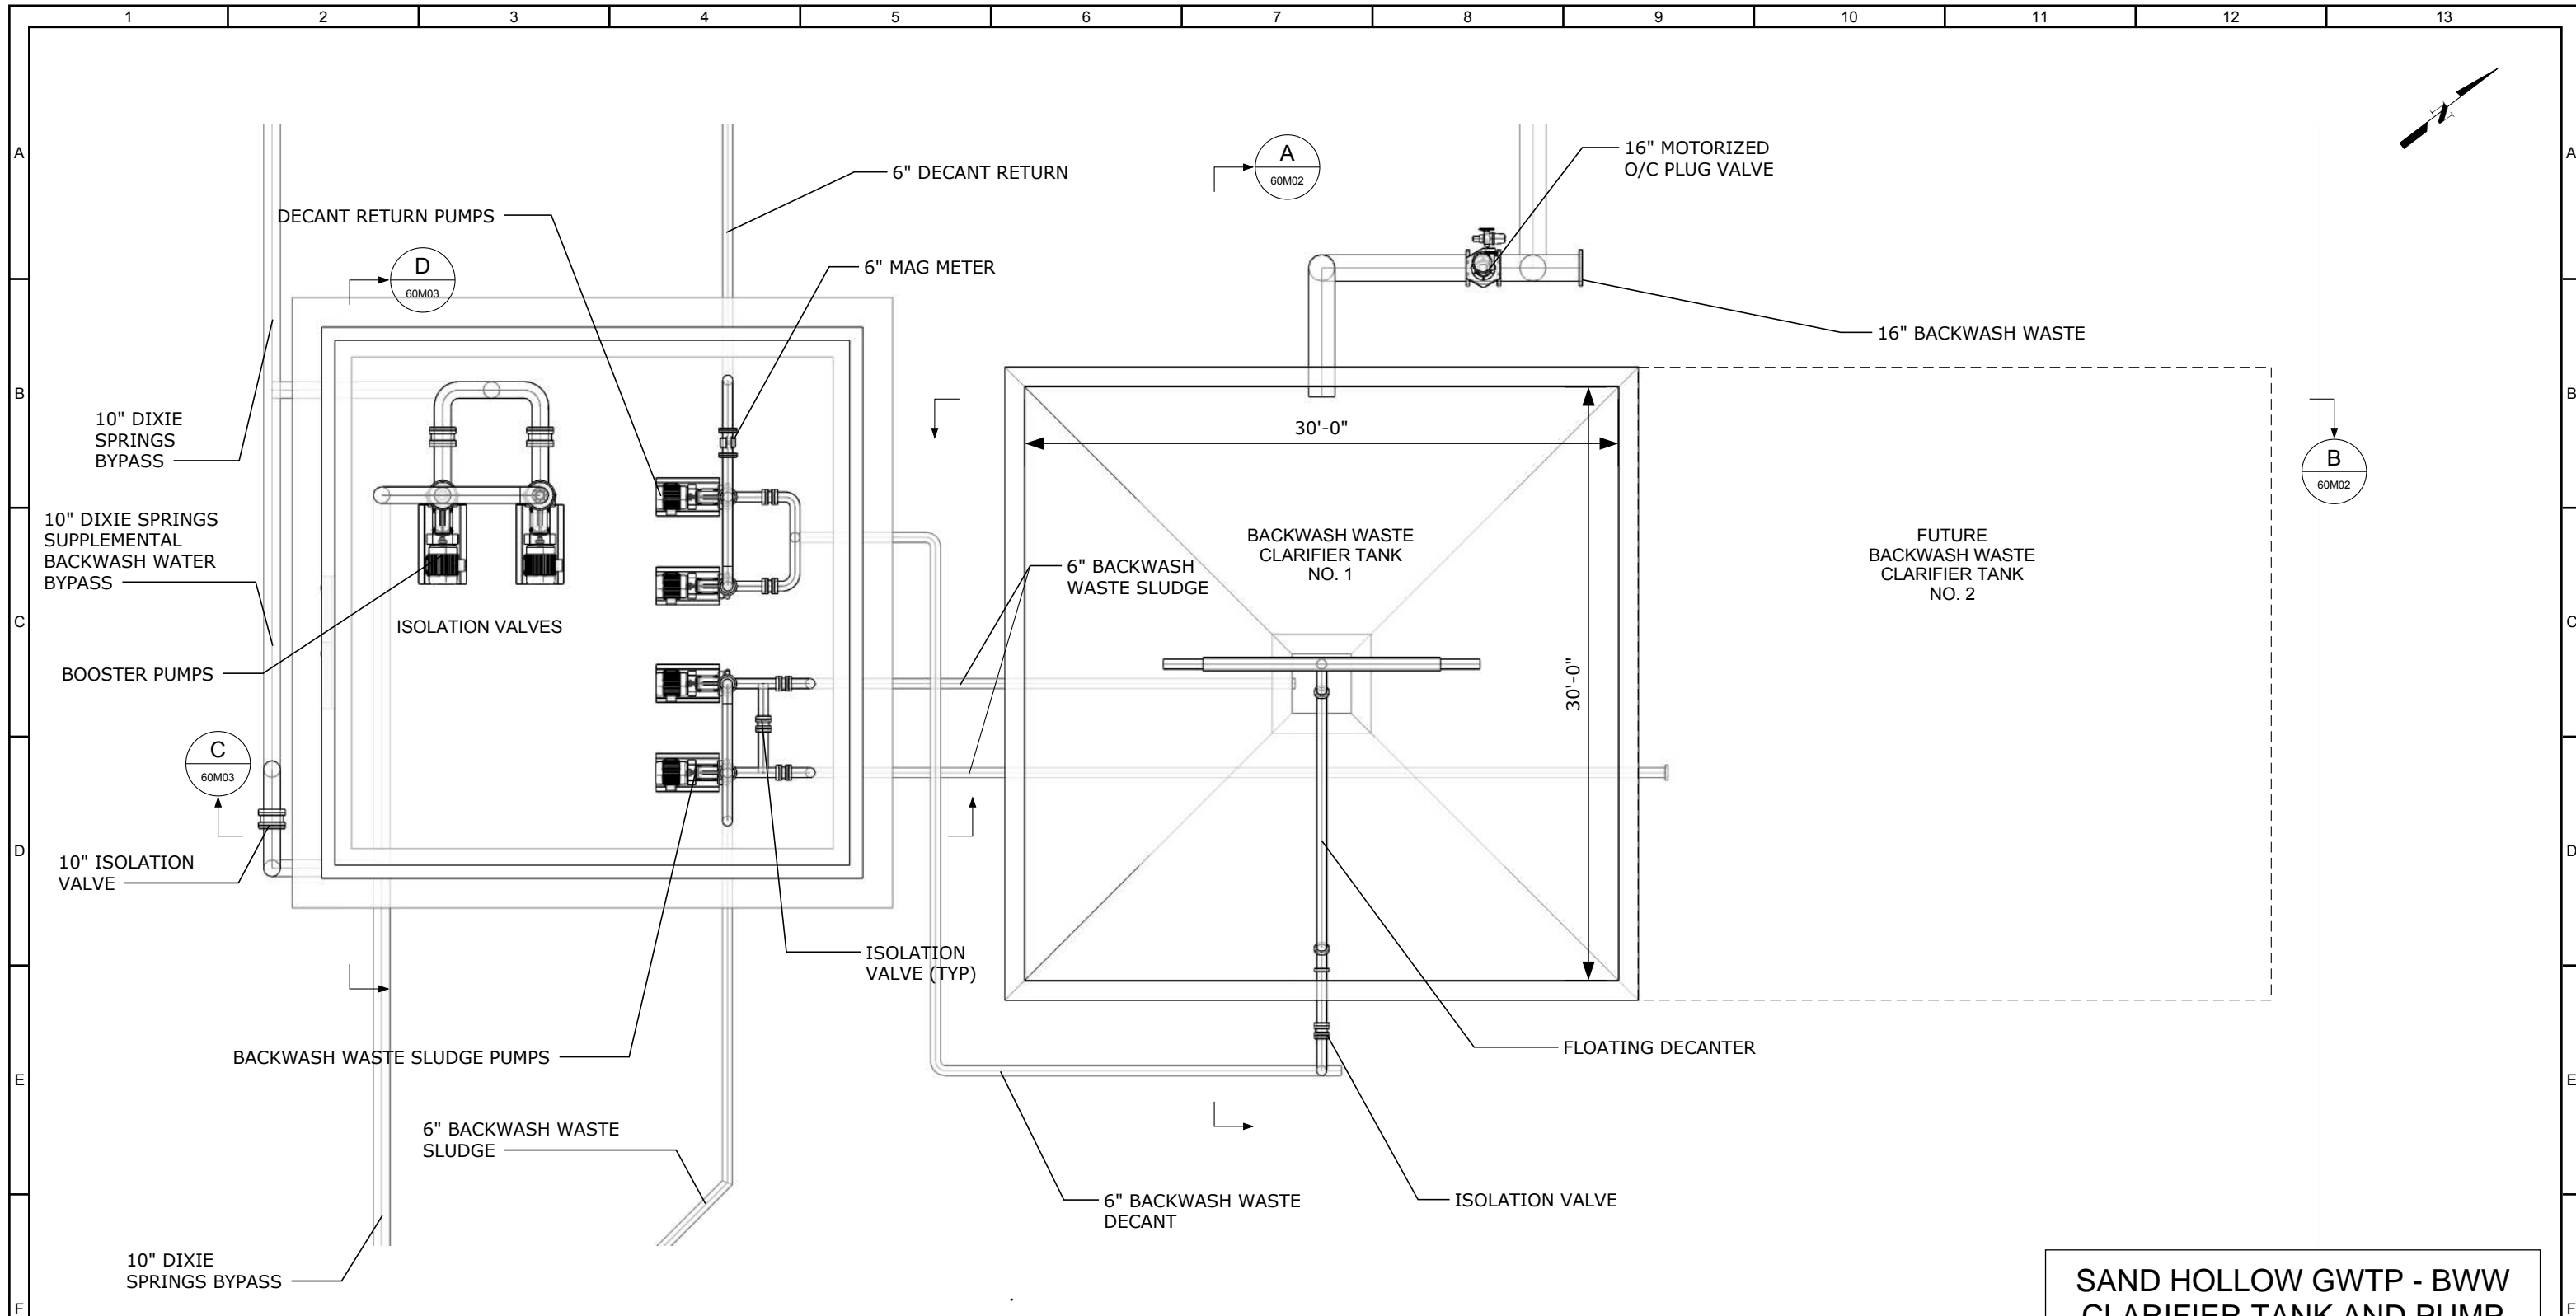 1 2 3 4 5 6 7 8 9 10 11 12 13
A
A
B
B
C
C
D
D
E
E
F
F
N
A
60M02
16" MOTORIZED
O/C PLUG VALVE
6" DECANT RETURN
DECANT RETURN PUMPS
D
60M03
6" MAG METER
16" BACKWASH WASTE
10" DIXIE
SPRINGS
BYPASS
30'-0"
B
60M02
10" DIXIE SPRINGS
SUPPLEMENTAL
BACKWASH WATER
BYPASS
BACKWASH WASTE
CLARIFIER TANK
NO. 1
FUTURE
BACKWASH WASTE
CLARIFIER TANK
NO. 2
6" BACKWASH
WASTE SLUDGE
ISOLATION VALVES
BOOSTER PUMPS
30'-0"
C
60M03
10" ISOLATION
VALVE
ISOLATION
VALVE (TYP)
BACKWASH WASTE SLUDGE PUMPS
FLOATING DECANTER
6" BACKWASH WASTE
SLUDGE
6" BACKWASH WASTE
DECANT
ISOLATION VALVE
10" DIXIE
SPRINGS BYPASS
SAND HOLLOW GWTP - BWW
CLARIFIER TANK AND PUMP